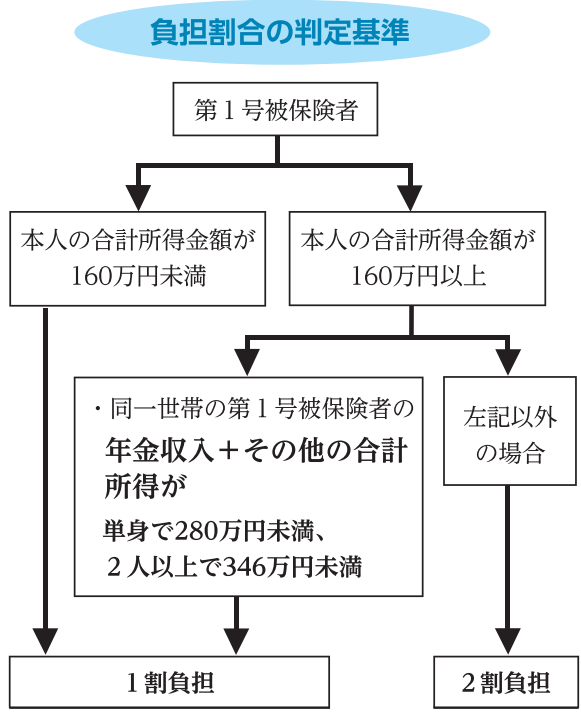 負担割合の判定基準
第１号被保険者
本人の合計所得金額が
160万円未満
本人の合計所得金額が
160万円以上
・同一世帯の第１号被保険者の
年金収入＋その他の合計
所得が
単身で280万円未満、
２人以上で346万円未満
左記以外
の場合
１割負担
２割負担